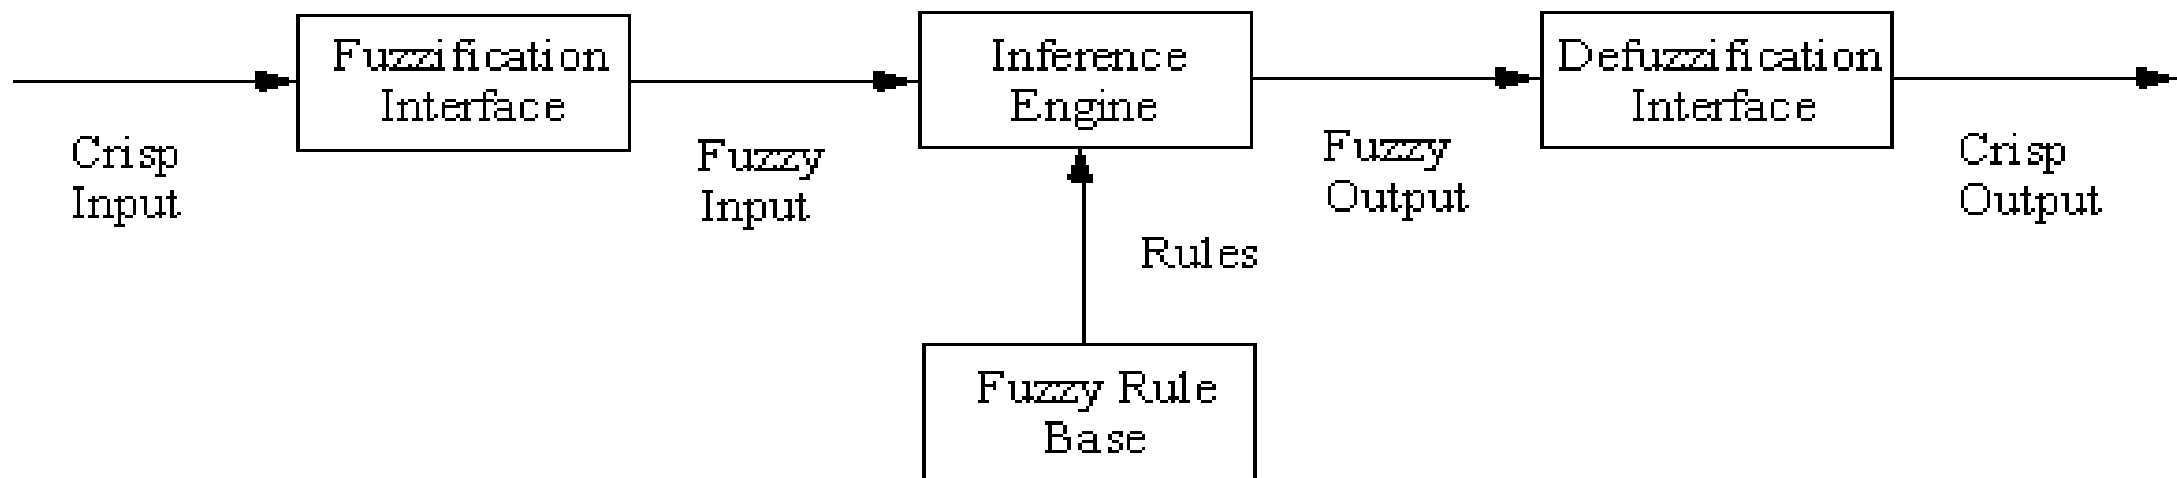 Fuzzification
Interface
Inference
Engine
Defuzzification
Interface
Crisp
Input
Fuzzy
Input
Fuzzy
Output
Crisp
Output
Rules
Fuzzy Rule
Base